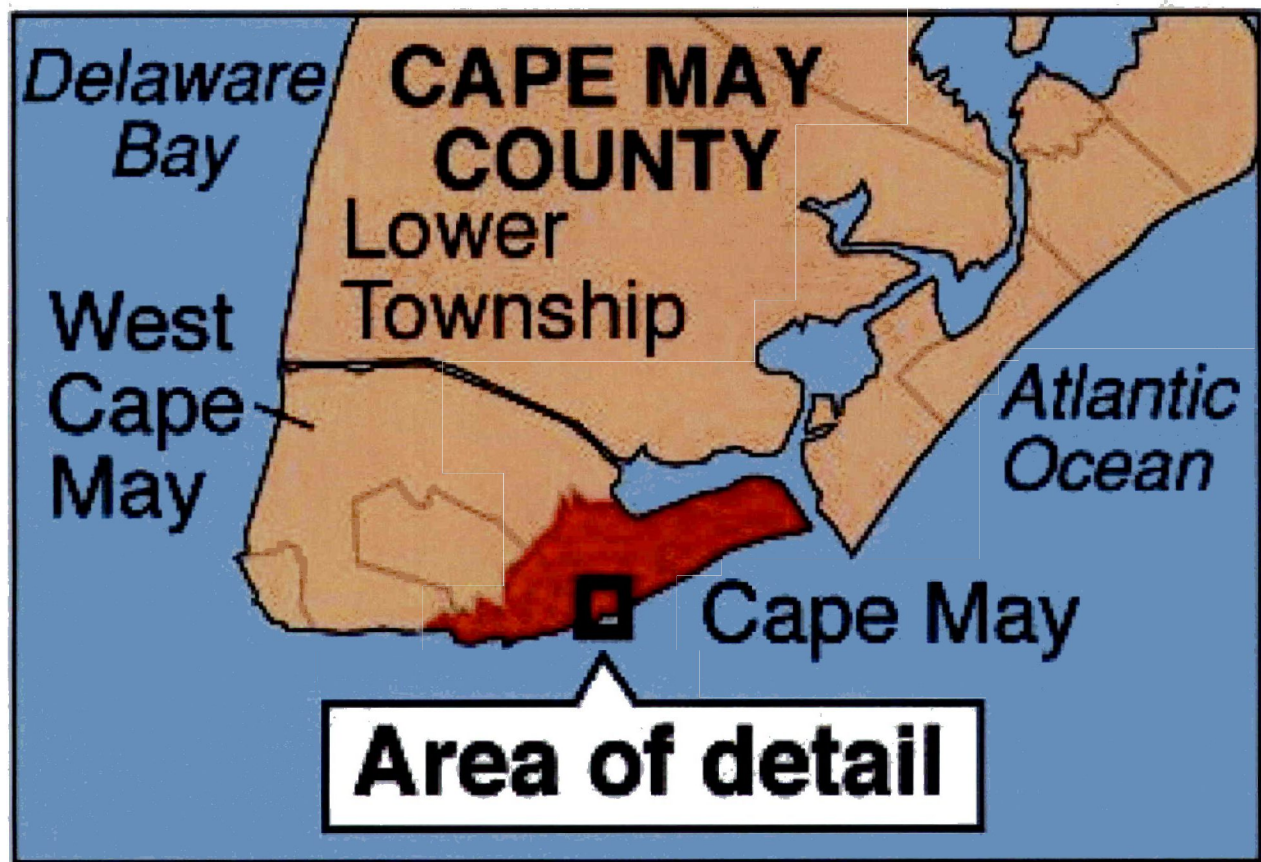 Delaware
Bay
CAPE MAY
COUNTY
Lower
Township
West
Cape
May
Atlantic
Ocean
Cape May
Area of detail